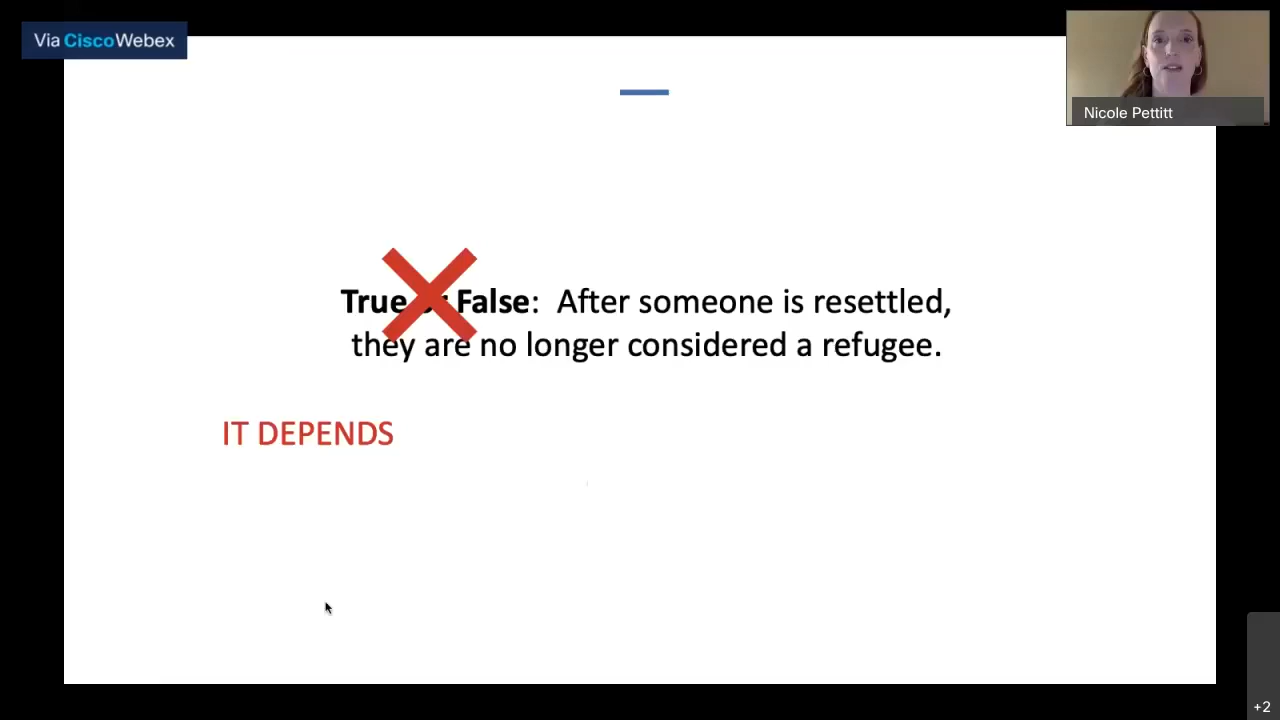 Via CiscoWebex
Nicole Pettitt
True or False:  After someone is resettled,
they are no longer considered a refugee.
IT DEPENDS
+2